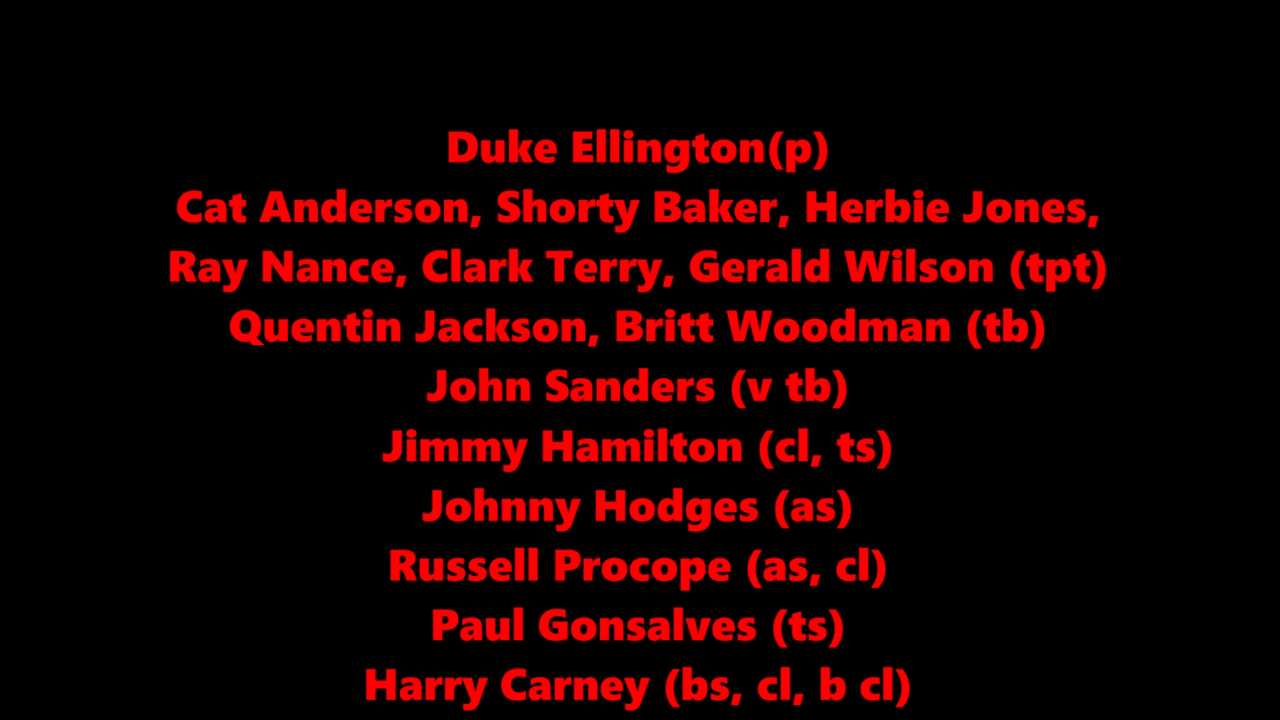 Duke Ellington(p)
Cat Anderson, Shorty Baker, Herbie Jones,
Ray Nance, Clark Terry, Gerald Wilson (tpt)
Quentin Jackson, Britt Woodman (tb)
John Sanders (v tb)
Jimmy Hamilton (cl, ts)
Johnny Hodges (as)
Russell Procope (as, cl)
Paul Gonsalves (ts)
Harry Carney (bs, cl, b cl)